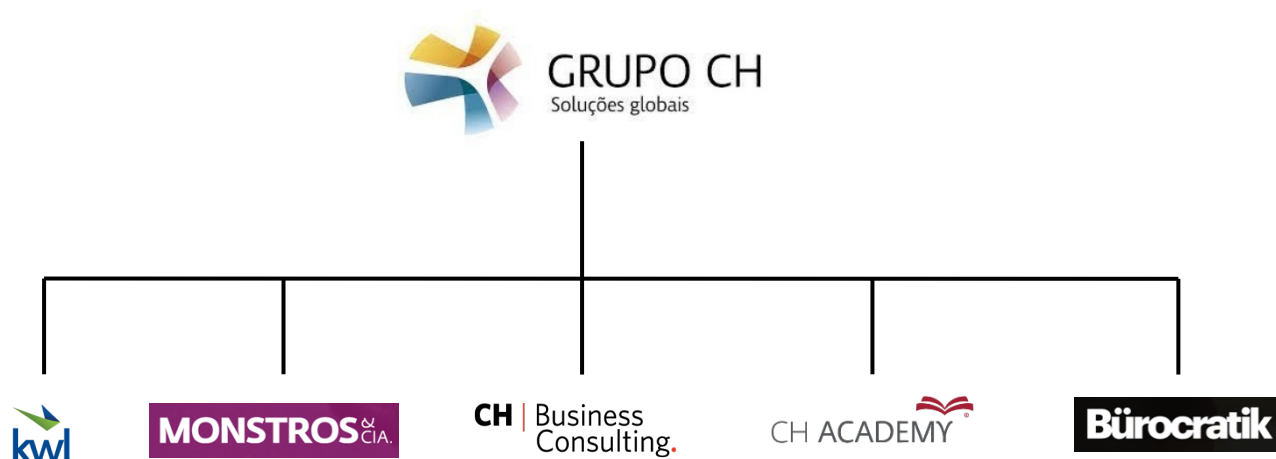 GRUPO CH
Soluções globais
kwl
MONSTROS & CIA.
CH | Business
Consulting.
CH ACADEMY®
Bürocratik